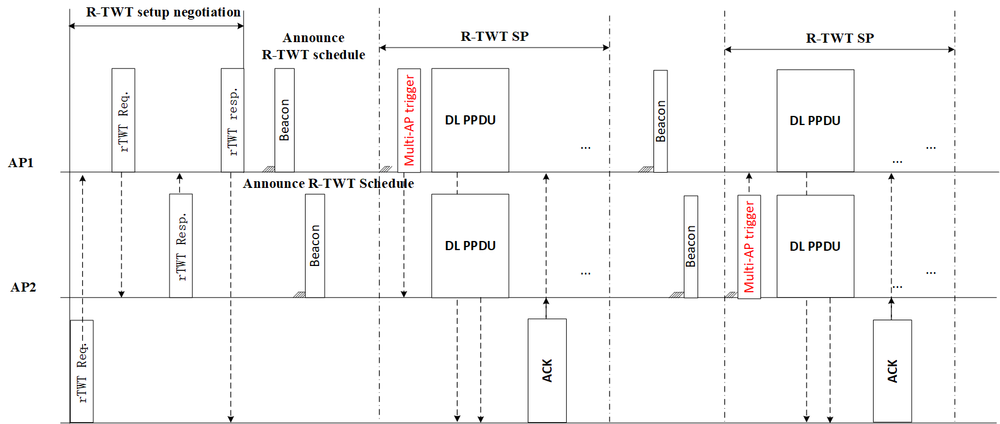 R-TWT setup negotiation
Announce
R-TWT schedule
R-TWT SP
R-TWT SP
rTWT Req.
rTWT resp.
Beacon
Multi-AP trigger
DL PPDU
...
Beacon
DL PPDU
...
...
AP1
Announce R-TWT Schedule
rTWT Resp.
Beacon
DL PPDU
...
Beacon
Multi-AP trigger
DL PPDU
...
...
AP2
rTWT Req.
ACK
ACK